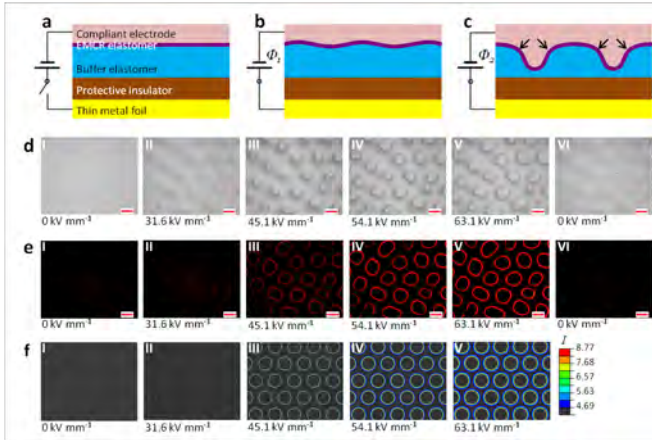 a b c
Compliant electrode
EMCR elastomer
Buffer elastomer
Protective insulator
Thin metal foil
Φ₁
Φ₂
d I II III IV V VI
0 kV mm⁻¹ 31.6 kV mm⁻¹ 45.1 kV mm⁻¹ 54.1 kV mm⁻¹ 63.1 kV mm⁻¹ 0 kV mm⁻¹
e I II III IV V VI
0 kV mm⁻¹ 31.6 kV mm⁻¹ 45.1 kV mm⁻¹ 54.1 kV mm⁻¹ 63.1 kV mm⁻¹ 0 kV mm⁻¹
f I II III IV V I
8.77
7.68
6.57
5.63
4.69
0 kV mm⁻¹ 31.6 kV mm⁻¹ 45.1 kV mm⁻¹ 54.1 kV mm⁻¹ 63.1 kV mm⁻¹